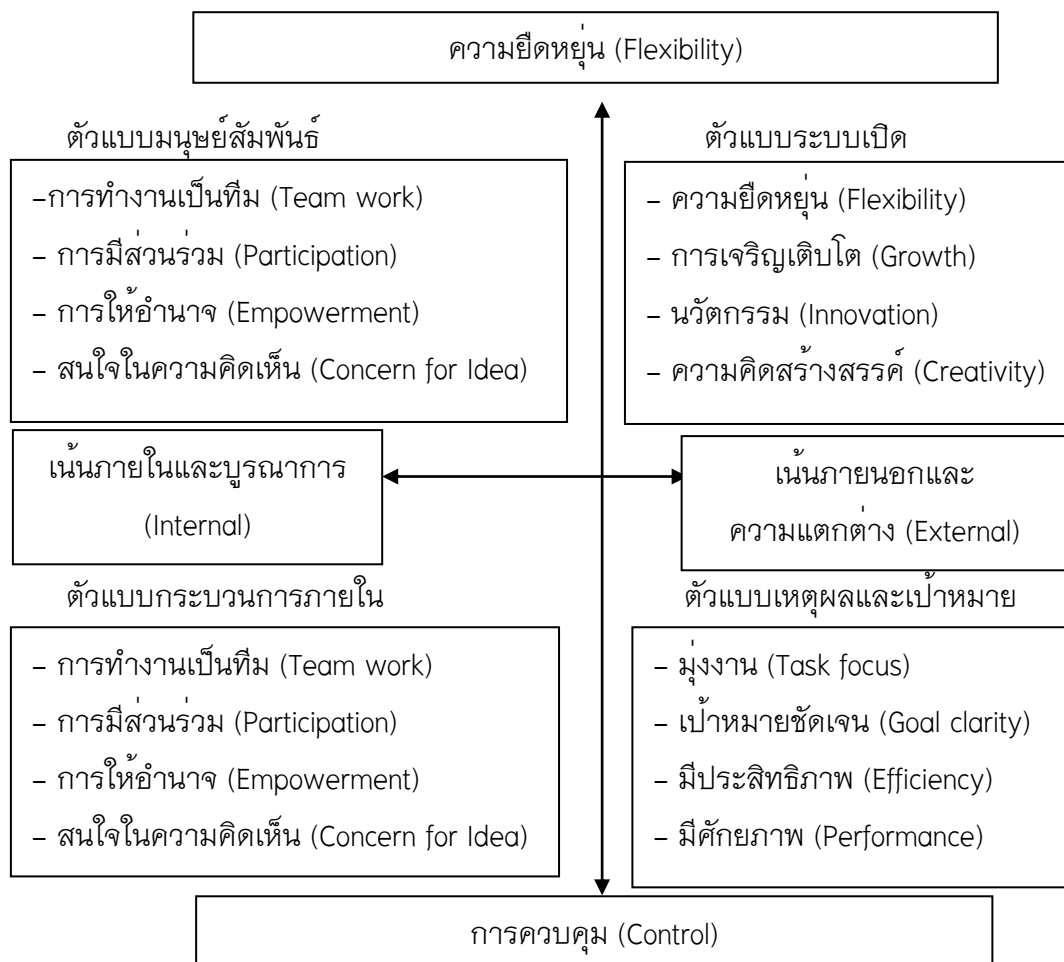 ความยืดหยุ่น (Flexibility)
ตัวแบบมนุษย์สัมพันธ์
-การทำงานเป็นทีม (Team work)
- การมีส่วนร่วม (Participation)
- การให้อำนาจ (Empowerment)
- สนใจในความคิดเห็น (Concern for Idea)
ตัวแบบระบบเปิด
- ความยืดหยุ่น (Flexibility)
- การเจริญเติบโต (Growth)
- นวัตกรรม (Innovation)
- ความคิดสร้างสรรค์ (Creativity)
เน้นภายในและบูรณาการ
(Internal)
เน้นภายนอกและ
ความแตกต่าง (External)
ตัวแบบกระบวนการภายใน
- การทำงานเป็นทีม (Team work)
- การมีส่วนร่วม (Participation)
- การให้อำนาจ (Empowerment)
- สนใจในความคิดเห็น (Concern for Idea)
ตัวแบบเหตุผลและเป้าหมาย
- มุ่งงาน (Task focus)
- เป้าหมายชัดเจน (Goal clarity)
- มีประสิทธิภาพ (Efficiency)
- มีศักยภาพ (Performance)
การควบคุม (Control)